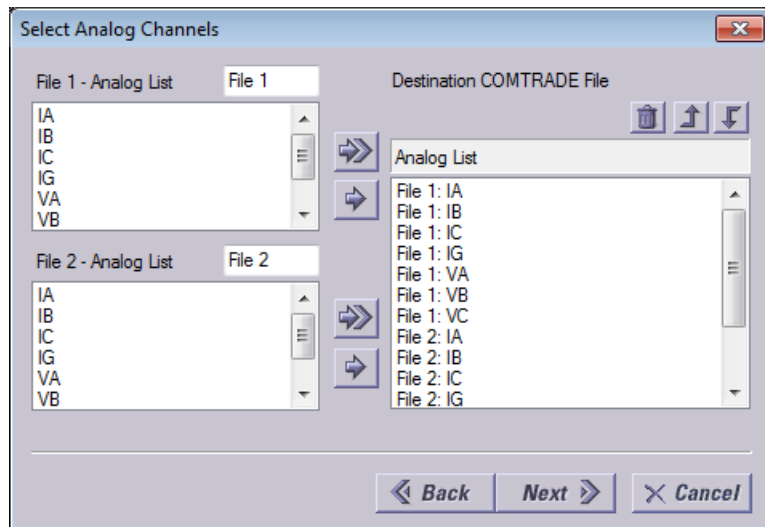 Select Analog Channels
File 1 - Analog List
File 1
IA
IB
IC
IG
VA
VB
File 2 - Analog List
File 2
IA
IB
IC
IG
VA
VB
Destination COMTRADE File
Analog List
File 1: IA
File 1: IB
File 1: IC
File 1: IG
File 1: VA
File 1: VB
File 1: VC
File 2: IA
File 2: IB
File 2: IC
File 2: IG
Back
Next
Cancel